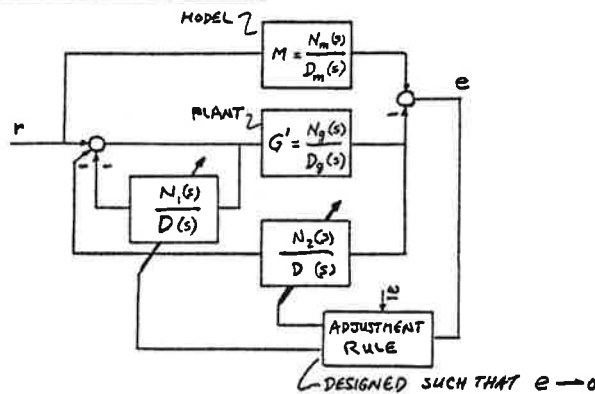 MODEL
M = N_m(s) / D_m(s)
e
r
PLANT
G' = N_g(s) / D_g(s)
N_1(s) / D(s)
N_2(s) / D(s)
ADJUSTMENT
RULE
DESIGNED SUCH THAT e → 0